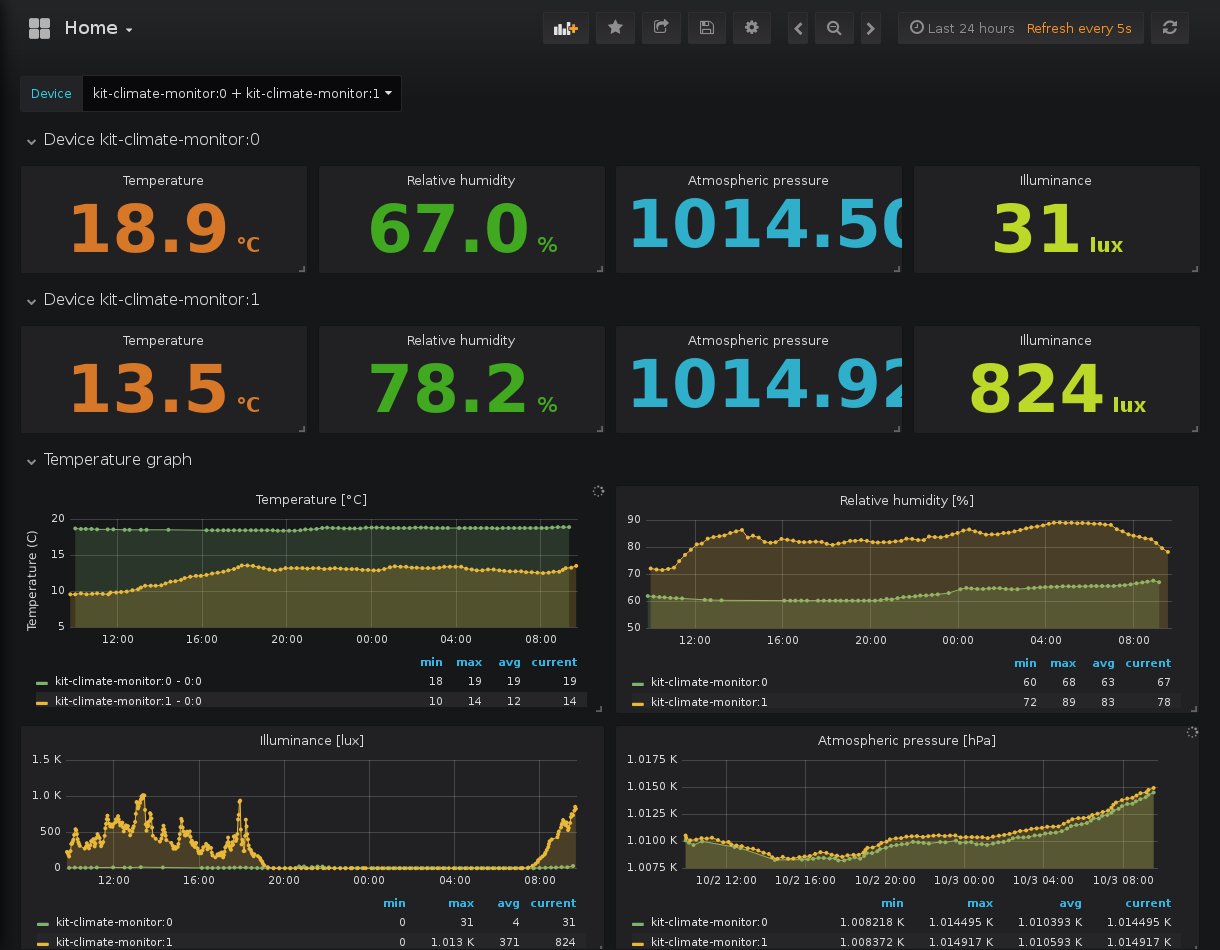 Home
Last 24 hours Refresh every 5s
Device kit-climate-monitor:0 + kit-climate-monitor:1
Device kit-climate-monitor:0
Temperature Relative humidity Atmospheric pressure Illuminance
18.9 °C 67.0 % 1014.50 31 lux
Device kit-climate-monitor:1
Temperature Relative humidity Atmospheric pressure Illuminance
13.5 °C 78.2 % 1014.92 824 lux
Temperature graph
Temperature [°C]
Temperature (C)
20
15
10
5
12:00 16:00 20:00 00:00 04:00 08:00
min max avg current
kit-climate-monitor:0 - 0:0 18 19 19 19
kit-climate-monitor:1 - 0:0 10 14 12 14
Relative humidity [%]
90
80
70
60
50
12:00 16:00 20:00 00:00 04:00 08:00
min max avg current
kit-climate-monitor:0 60 68 63 67
kit-climate-monitor:1 72 89 83 78
Illuminance [lux]
1.5 K
1.0 K
500
0
12:00 16:00 20:00 00:00 04:00 08:00
min max avg current
kit-climate-monitor:0 0 31 4 31
kit-climate-monitor:1 0 1.013 K 371 824
Atmospheric pressure [hPa]
1.0175 K
1.0150 K
1.0125 K
1.0100 K
1.0075 K
10/2 12:00 10/2 16:00 10/2 20:00 10/3 00:00 10/3 04:00 10/3 08:00
min max avg current
kit-climate-monitor:0 1.008218 K 1.014495 K 1.010393 K 1.014495 K
kit-climate-monitor:1 1.008372 K 1.014917 K 1.010593 K 1.014917 K